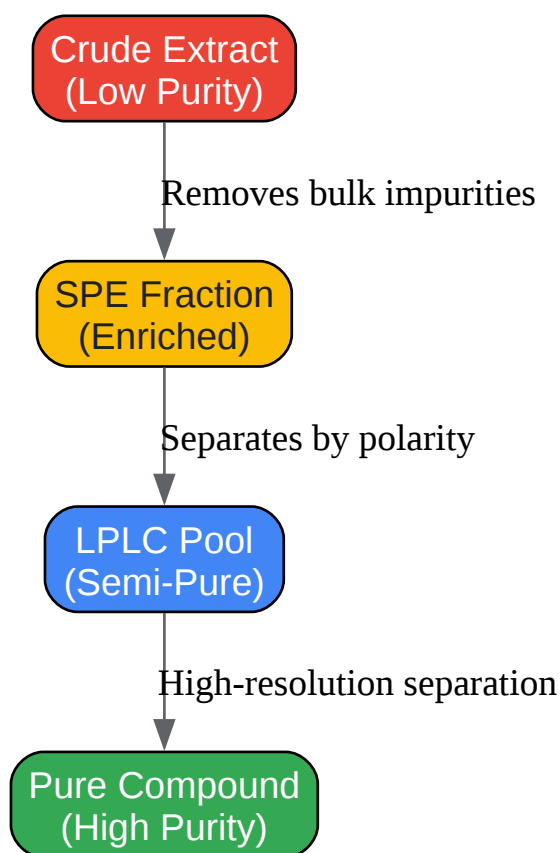 Crude Extract
(Low Purity)
Removes bulk impurities
SPE Fraction
(Enriched)
Separates by polarity
LPLC Pool
(Semi-Pure)
High-resolution separation
Pure Compound
(High Purity)